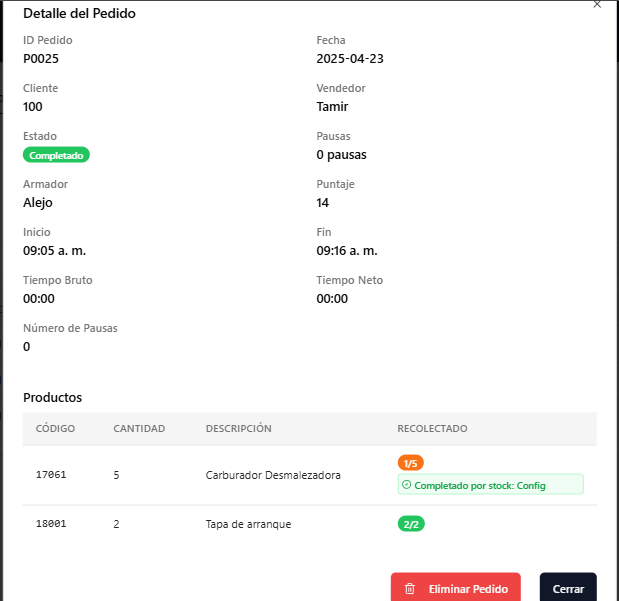 Detalle del Pedido
ID Pedido Fecha
P0025 2025-04-23
Cliente Vendedor
100 Tamir
Estado Pausas
Completado 0 pausas
Armador Puntaje
Alejo 14
Inicio Fin
09:05 a. m. 09:16 a. m.
Tiempo Bruto Tiempo Neto
00:00 00:00
Número de Pausas
0
Productos
CÓDIGO CANTIDAD DESCRIPCIÓN RECOLECTADO
17061 5 Carburador Desmalezadora 1/5
Completado por stock: Config
18001 2 Tapa de arranque 2/2
Eliminar Pedido Cerrar